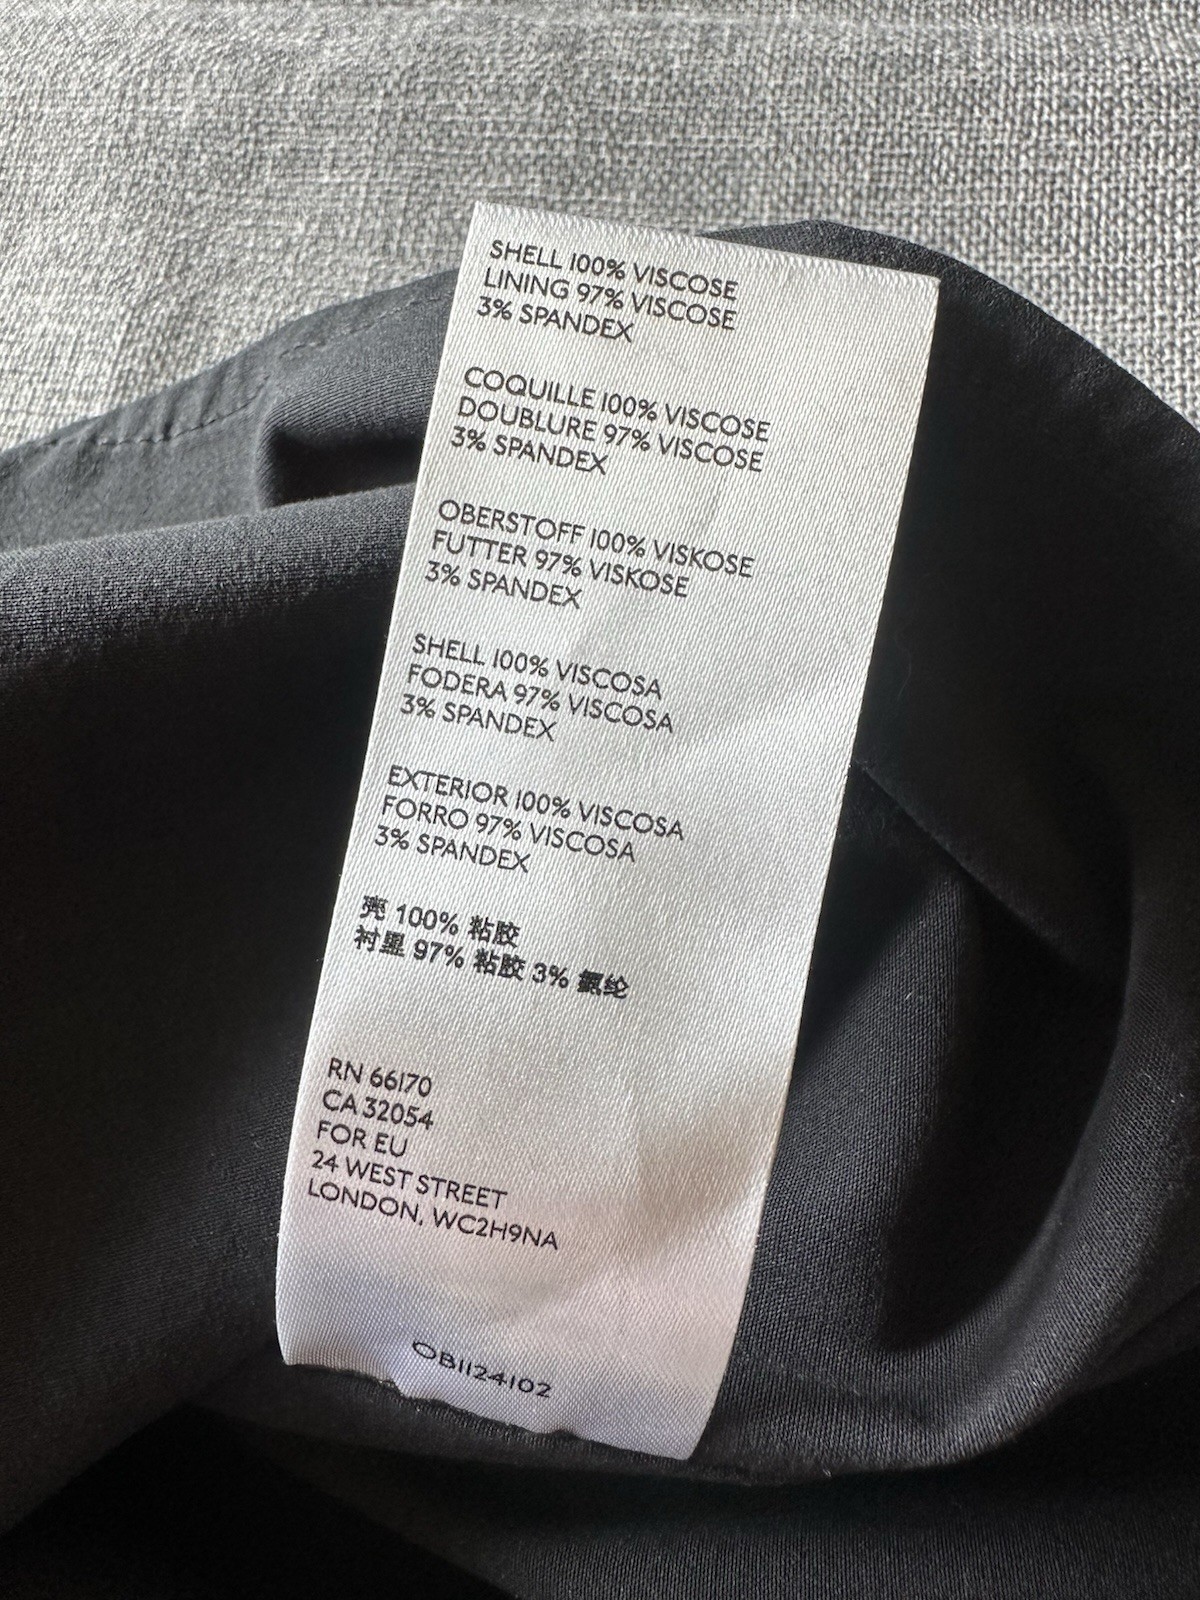 SHELL 100% VISCOSE
LINING 97% VISCOSE
3% SPANDEX
COQUILLE 100% VISCOSE
DOUBLURE 97% VISCOSE
3% SPANDEX
OBERSTOFF 100% VISKOSE
FUTTER 97% VISKOSE
3% SPANDEX
SHELL 100% VISCOSA
FODERA 97% VISCOSA
3% SPANDEX
EXTERIOR 100% VISCOSA
FORRO 97% VISCOSA
3% SPANDEX
壳 100% 粘胶
衬里 97% 粘胶 3% 氨纶
RN 66170
CA 32054
FOR EU
24 WEST STREET
LONDON, WC2H9NA
OB1124102